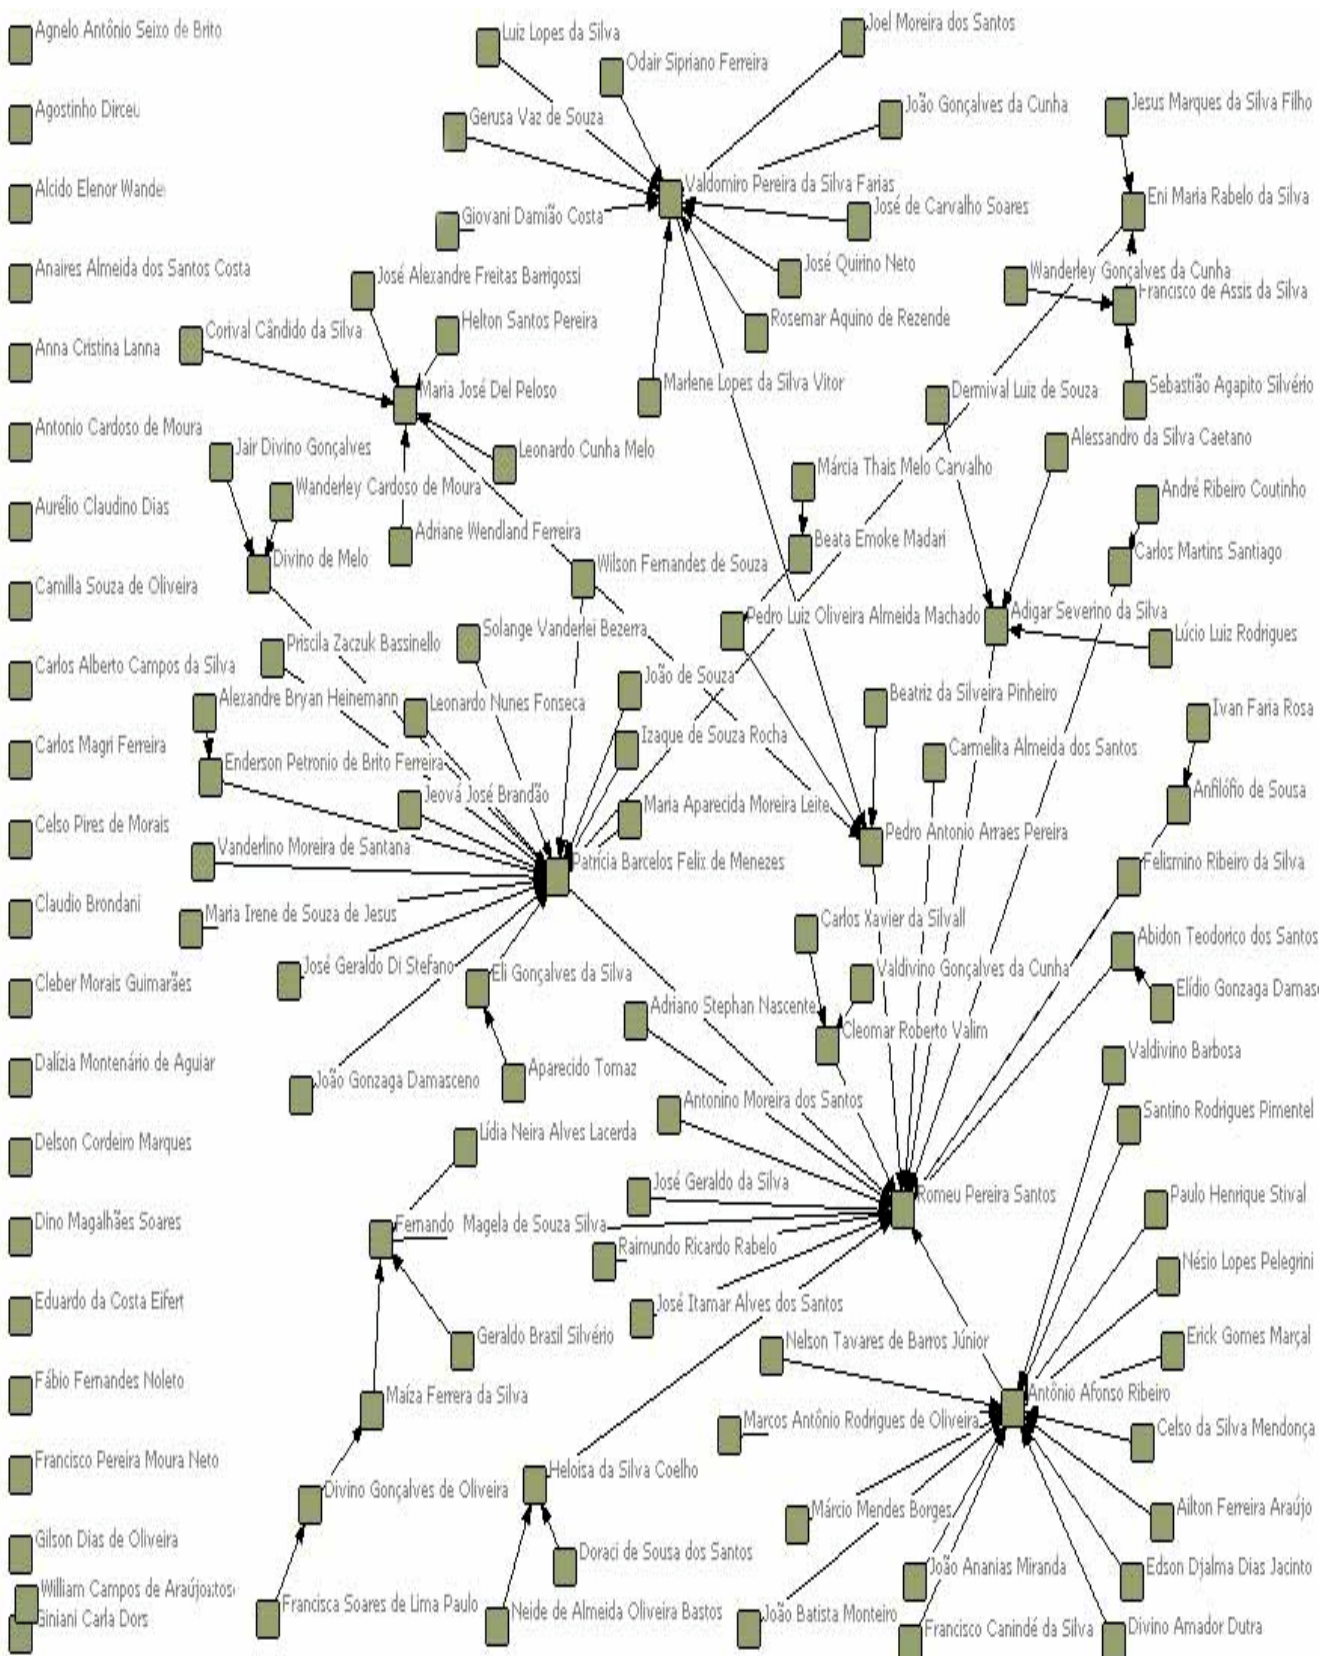 Agnelo Antônio Seixo de Brito
Agostinho Dirceu
Alcido Elenor Wande
Anaires Almeida dos Santos Costa
Anna Cristina Lanna
Antonio Cardoso de Moura
Aurélio Claudino Dias
Camilla Souza de Oliveira
Carlos Alberto Campos da Silva
Carlos Magri Ferreira
Celso Pires de Morais
Claudio Brondani
Cleber Morais Guimarães
Dalízia Montenário de Aguiar
Delson Cordeiro Marques
Dino Magalhães Soares
Eduardo da Costa Eifert
Fábio Fernandes Noleto
Francisco Pereira Moura Neto
Gilson Dias de Oliveira
William Campos de Araújo
Giniani Carla Dors
Luiz Lopes da Silva
Joel Moreira dos Santos
Odair Sipriano Ferreira
Gerusa Vaz de Souza
João Gonçalves da Cunha
Jesus Marques da Silva Filho
Valdomiro Pereira da Silva Farias
Eni Maria Rabelo da Silva
Giovani Damião Costa
José de Carvalho Soares
José Alexandre Freitas Barrigossi
José Quirino Neto
Wanderley Gonçalves da Cunha
Francisco de Assis da Silva
Corival Cândido da Silva
Helton Santos Pereira
Rosemar Aquino de Rezende
Maria José Del Peloso
Marlene Lopes da Silva Vitor
Dermival Luiz de Souza
Sebastião Agapito Silvério
Jair Divino Gonçalves
Leonardo Cunha Melo
Márcia Thais Melo Carvalho
Alessandro da Silva Caetano
Wanderley Cardoso de Moura
André Ribeiro Coutinho
Adriane Wendland Ferreira
Beata Emoke Madari
Carlos Martins Santiago
Divino de Melo
Wilson Fernandes de Souza
Pedro Luiz Oliveira Almeida Machado
Adigar Severino da Silva
Lúcio Luiz Rodrigues
Priscila Zaczuk Bassinello
Solange Vanderlei Bezerra
João de Souza
Alexandre Bryan Heinemann
Leonardo Nunes Fonseca
Beatriz da Silveira Pinheiro
Ivan Faria Rosa
Izaque de Souza Rocha
Carmelita Almeida dos Santos
Enderson Petronio de Brito Ferreira
Jeová José Brandão
Anfilófio de Sousa
Maria Aparecida Moreira Leite
Pedro Antonio Arraes Pereira
Vanderlino Moreira de Santana
Patrícia Barcelos Felix de Menezes
Felismino Ribeiro da Silva
Maria Irene de Souza de Jesus
Carlos Xavier da Silvall
Abidon Teodorico dos Santos
José Geraldo Di Stefano
Eli Gonçalves da Silva
Valdivino Gonçalves da Cunha
Elídio Gonzaga Damas
Adriano Stephan Nascente
Cleomar Roberto Valim
João Gonzaga Damasceno
Aparecido Tomaz
Valdivino Barbosa
Antonino Moreira dos Santos
Santino Rodrigues Pimentel
Lídia Neira Alves Lacerda
José Geraldo da Silva
Romeu Pereira Santos
Paulo Henrique Stival
Fernando Magela de Souza Silva
Raimundo Ricardo Rabelo
Nésio Lopes Pelegrini
José Itamar Alves dos Santos
Geraldo Brasil Silvério
Nelson Tavares de Barros Júnior
Erick Gomes Marçal
Maíza Ferrera da Silva
Antônio Afonso Ribeiro
Marcos Antônio Rodrigues de Oliveira
Celso da Silva Mendonça
Heloisa da Silva Coelho
Divino Gonçalves de Oliveira
Márcio Mendes Borges
Ailton Ferreira Araújo
Doraci de Sousa dos Santos
João Ananias Miranda
Edson Djalma Dias Jacinto
Francisca Soares de Lima Paulo
Neide de Almeida Oliveira Bastos
João Batista Monteiro
Francisco Canindé da Silva
Divino Amador Dutra